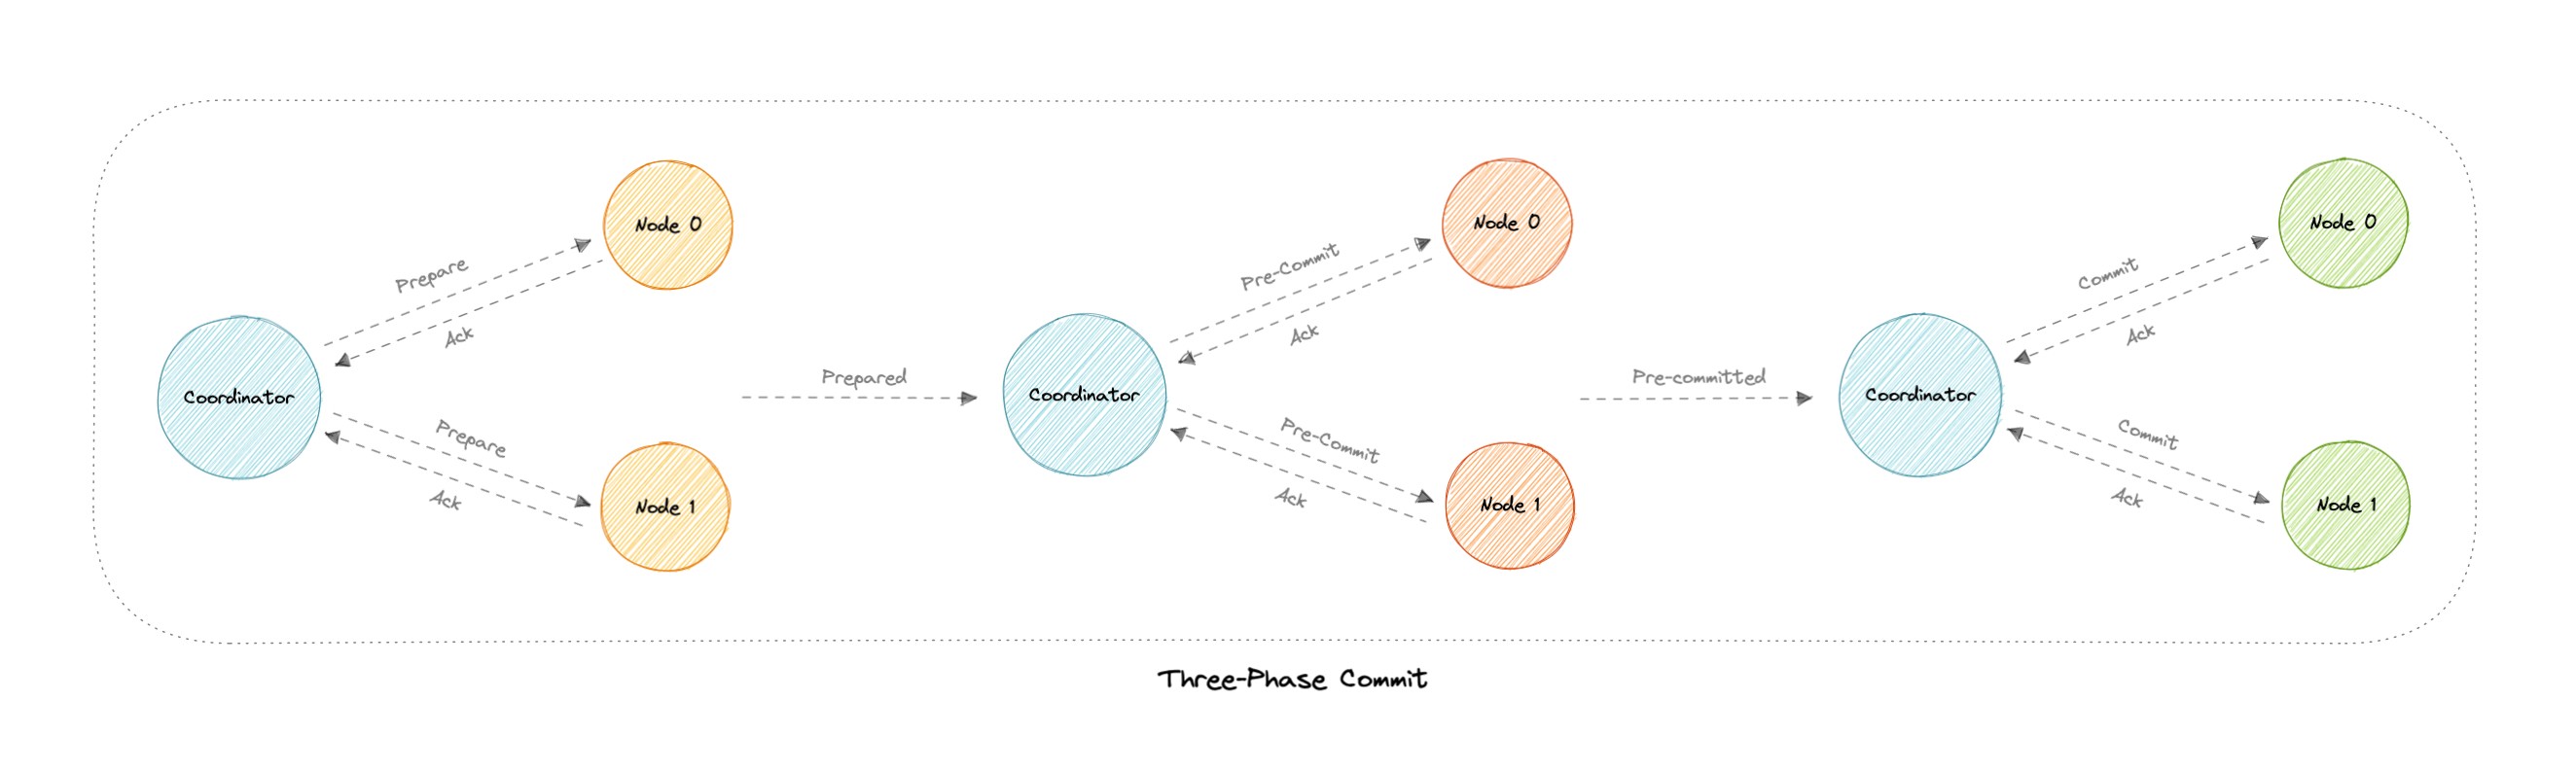 Node 0
Prepare
Ack
Coordinator
Prepare
Ack
Node 1
Prepared
Node 0
Pre-Commit
Ack
Coordinator
Pre-Commit
Ack
Node 1
Pre-committed
Node 0
Commit
Ack
Coordinator
Commit
Ack
Node 1
Three-Phase Commit